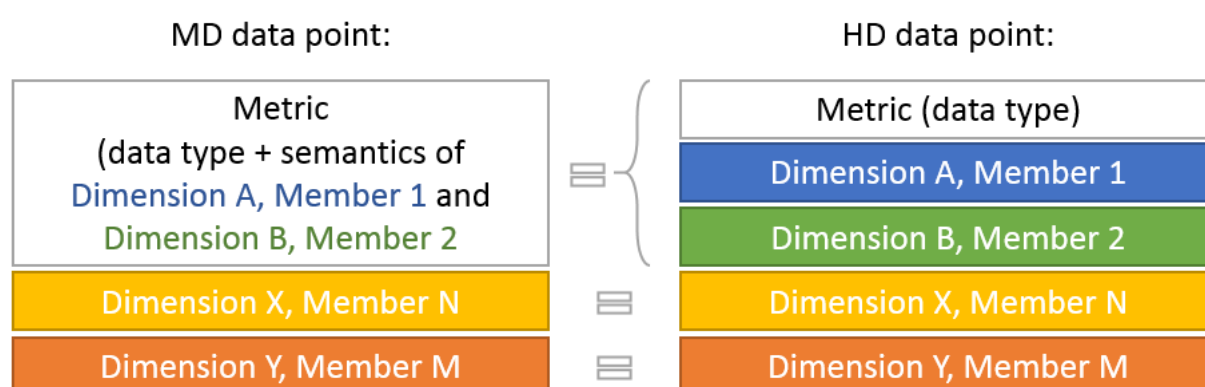 MD data point:
HD data point:
Metric
(data type + semantics of
Dimension A, Member 1 and
Dimension B, Member 2
Dimension X, Member N
Dimension Y, Member M
Metric (data type)
Dimension A, Member 1
Dimension B, Member 2
Dimension X, Member N
Dimension Y, Member M